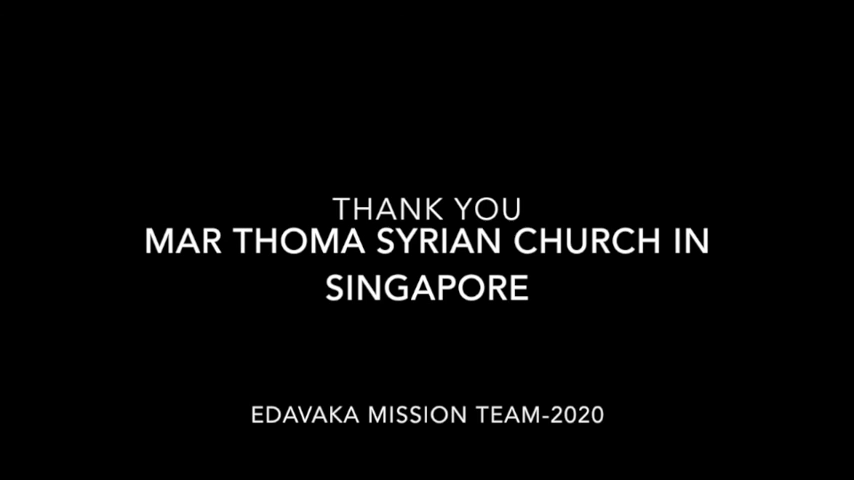 THANK YOU
MAR THOMA SYRIAN CHURCH IN
SINGAPORE
EDAVAKA MISSION TEAM-2020